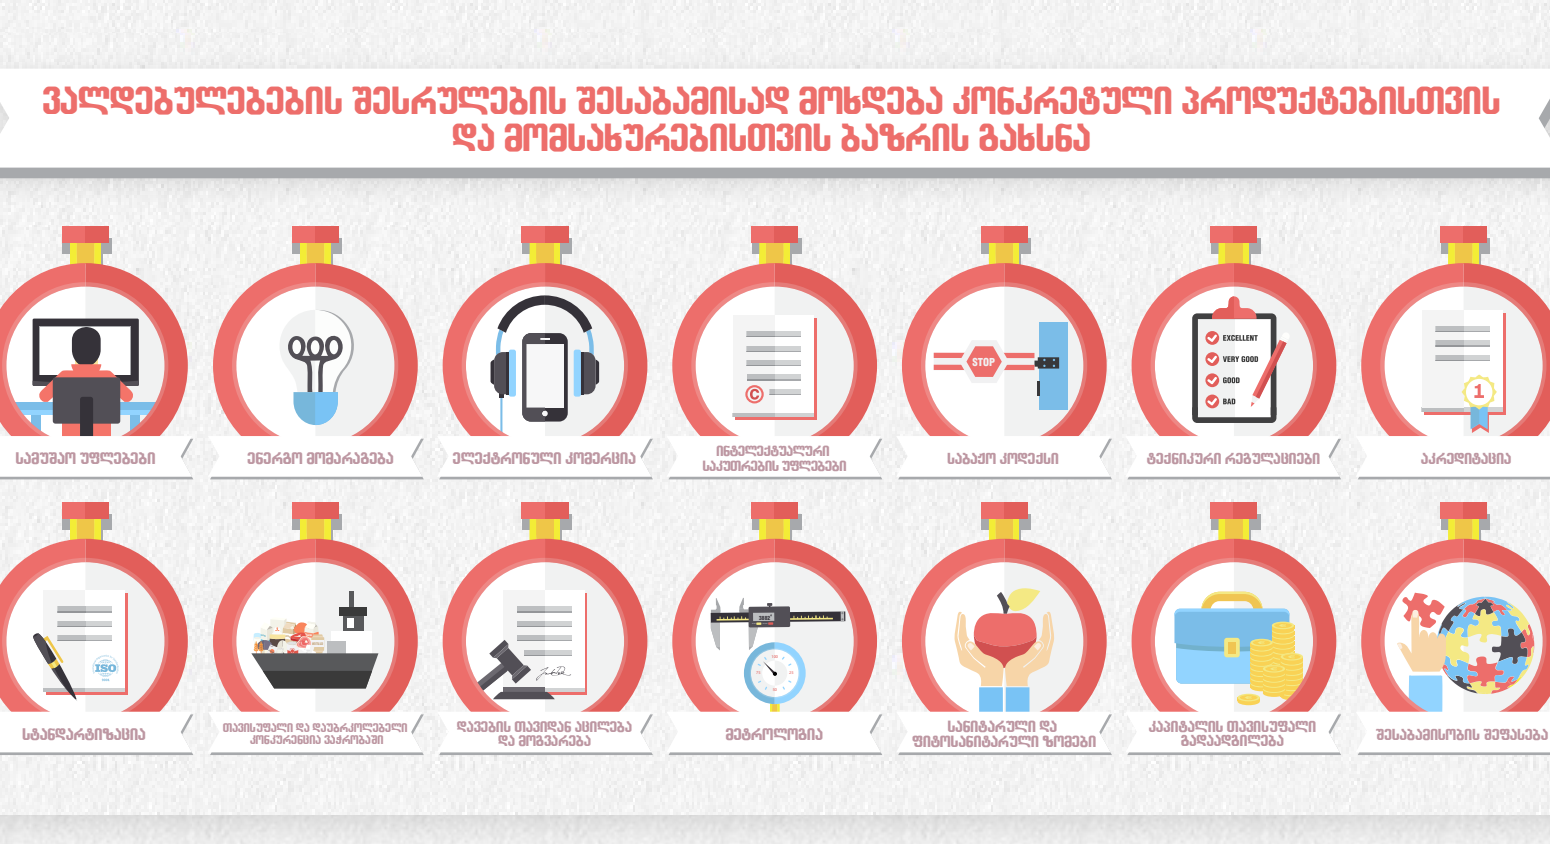 ვალდებულებების შესრულების შესაბამისად მოხდება კონკრეტული პროდუქტებისთვის
და მომსახურებისთვის ბაზრის გახსნა
STOP
EXCELLENT
VERY GOOD
GOOD
BAD
©
1
სამუშაო უფლებები
ენერგო მომარაგება
ელექტრონული კომერცია
ინტელექტუალური
საკუთრების უფლებები
საბაჟო კოდექსი
ტექნიკური რეგულაციები
აკრედიტაცია
ISO
სტანდარტიზაცია
თავისუფალი და დაუბრკოლებელი
კონკურენცია ვაჭრობაში
დავების თავიდან აცილება
და მოგვარება
მეტროლოგია
სანიტარული და
ფიტოსანიტარული ზომები
კაპიტალის თავისუფალი
გადაადგილება
შესაბამისობის შეფასება